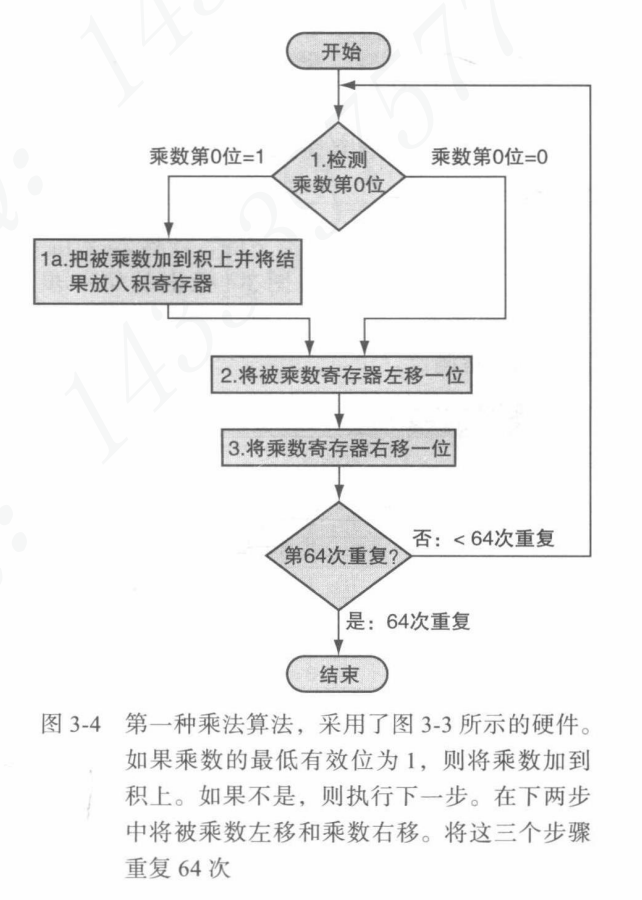 开始
乘数第0位=1
1.检测
乘数第0位
乘数第0位=0
1a.把被乘数加到积上并将结
果放入积寄存器
2.将被乘数寄存器左移一位
3.将乘数寄存器右移一位
第64次重复?
否：< 64次重复
是：64次重复
结束
图 3-4 第一种乘法算法，采用了图 3-3 所示的硬件。
如果乘数的最低有效位为 1，则将乘数加到
积上。如果不是，则执行下一步。在下两步
中将被乘数左移和乘数右移。将这三个步骤
重复 64 次